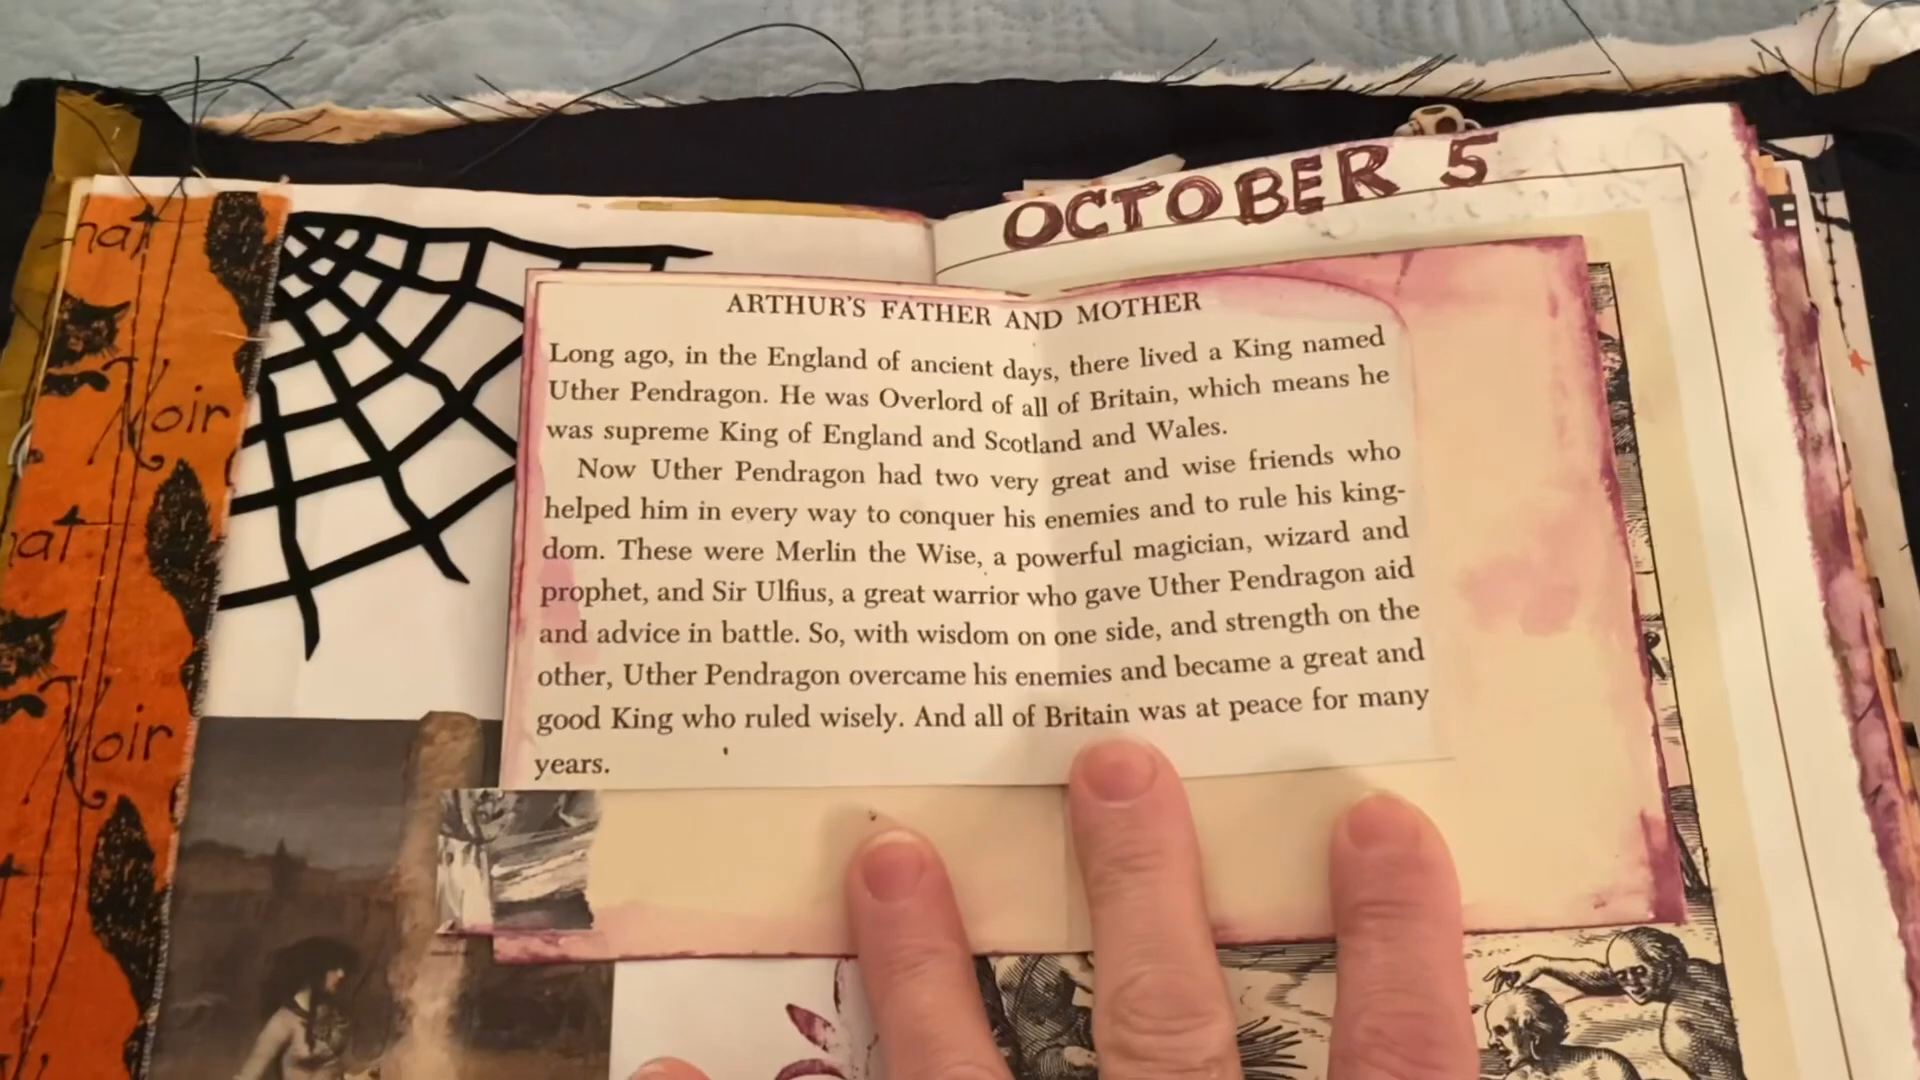 OCTOBER 5
hat
Noir
hat
Noir
ARTHUR'S FATHER AND MOTHER
Long ago, in the England of ancient days, there lived a King named
Uther Pendragon. He was Overlord of all of Britain, which means he
was supreme King of England and Scotland and Wales.
Now Uther Pendragon had two very great and wise friends who
helped him in every way to conquer his enemies and to rule his king-
dom. These were Merlin the Wise, a powerful magician, wizard and
prophet, and Sir Ulfius, a great warrior who gave Uther Pendragon aid
and advice in battle. So, with wisdom on one side, and strength on the
other, Uther Pendragon overcame his enemies and became a great and
good King who ruled wisely. And all of Britain was at peace for many
years.